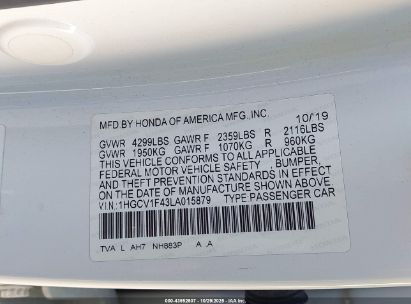 MFD BY HONDA OF AMERICA MFG. INC. 10/19
GVWR 4299LBS GAWR F 2359LBS R 2116LBS
GVWR 1950KG GAWR F 1070KG R 960KG
THIS VEHICLE CONFORMS TO ALL APPLICABLE
FEDERAL MOTOR VEHICLE SAFETY, BUMPER,
AND THEFT PREVENTION STANDARDS IN EFFECT
ON THE DATE OF MANUFACTURE SHOWN ABOVE.
V.I.N:1HGCV1F43LA015879 TYPE PASSENGER CAR
TVA L AH7 NH883P A A